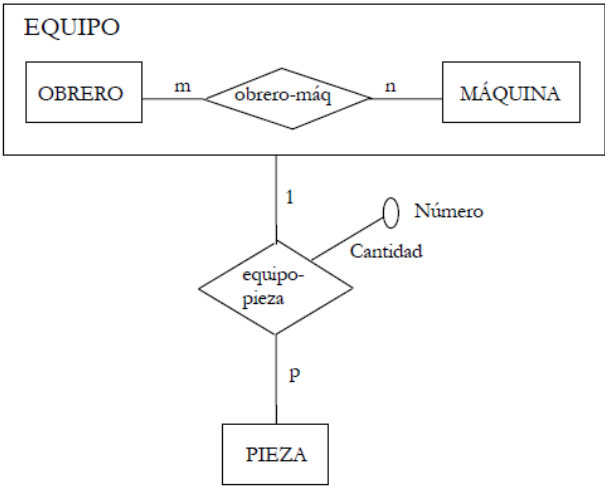 EQUIPO
OBRERO
m
obrero-máq
n
MÁQUINA
1
Número
Cantidad
equipo-
pieza
p
PIEZA